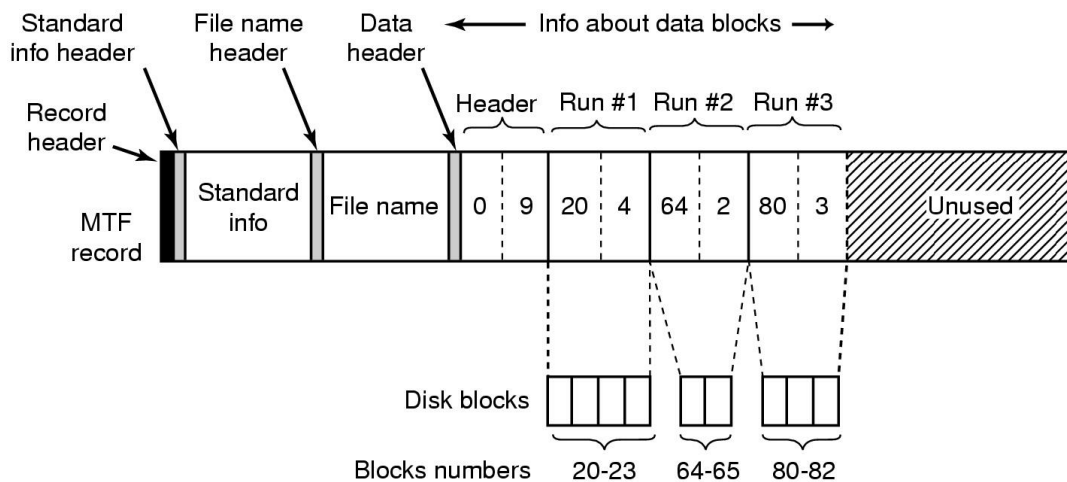 Standard
info header
File name
header
Data
header
Info about data blocks
Record
header
Header
Run #1
Run #2
Run #3
MTF
record
Standard
info
File name
0 9 20 4 64 2 80 3
Unused
Disk blocks
Blocks numbers
20-23
64-65
80-82